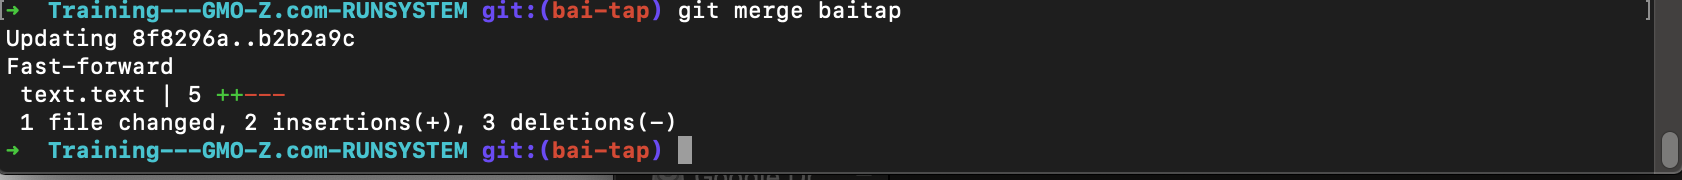 [➜  Training---GMO-Z.com-RUNSYSTEM git:(bai-tap) git merge baitap ]
Updating 8f8296a..b2b2a9c
Fast-forward
 text.text | 5 ++---
 1 file changed, 2 insertions(+), 3 deletions(-)
➜  Training---GMO-Z.com-RUNSYSTEM git:(bai-tap)